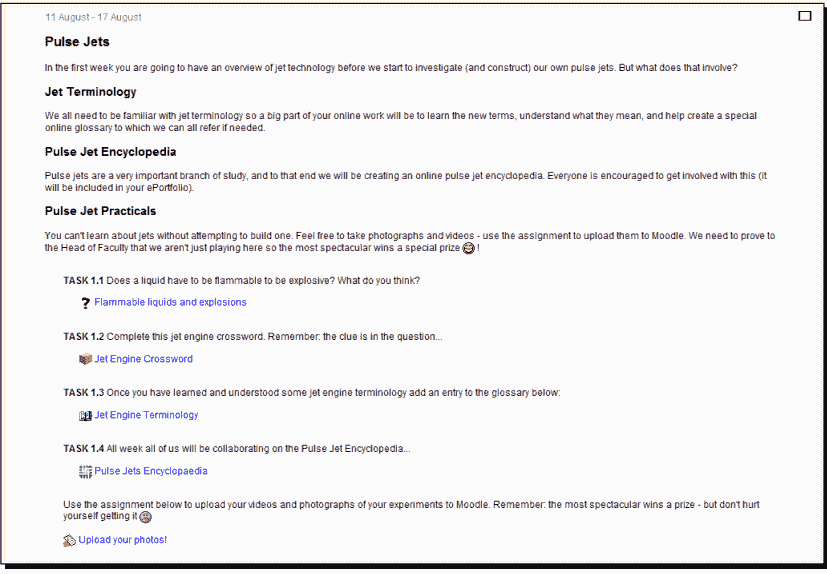 11 August - 17 August
Pulse Jets
In the first week you are going to have an overview of jet technology before we start to investigate (and construct) our own pulse jets. But what does that involve?
Jet Terminology
We all need to be familiar with jet terminology so a big part of your online work will be to learn the new terms, understand what they mean, and help create a special
online glossary to which we can all refer if needed.
Pulse Jet Encyclopedia
Pulse jets are a very important branch of study, and to that end we will be creating an online pulse jet encyclopedia. Everyone is encouraged to get involved with this (it
will be included in your ePortfolio).
Pulse Jet Practicals
You can't learn about jets without attempting to build one. Feel free to take photographs and videos - use the assignment to upload them to Moodle. We need to prove to
the Head of Faculty that we aren't just playing here so the most spectacular wins a special prize !
TASK 1.1 Does a liquid have to be flammable to be explosive? What do you think?
? Flammable liquids and explosions
TASK 1.2 Complete this jet engine crossword. Remember: the clue is in the question...
Jet Engine Crossword
TASK 1.3 Once you have learned and understood some jet engine terminology add an entry to the glossary below:
Jet Engine Terminology
TASK 1.4 All week all of us will be collaborating on the Pulse Jet Encyclopedia...
Pulse Jets Encyclopaedia
Use the assignment below to upload your videos and photographs of your experiments to Moodle. Remember: the most spectacular wins a prize - but don't hurt
yourself getting it
Upload your photos!